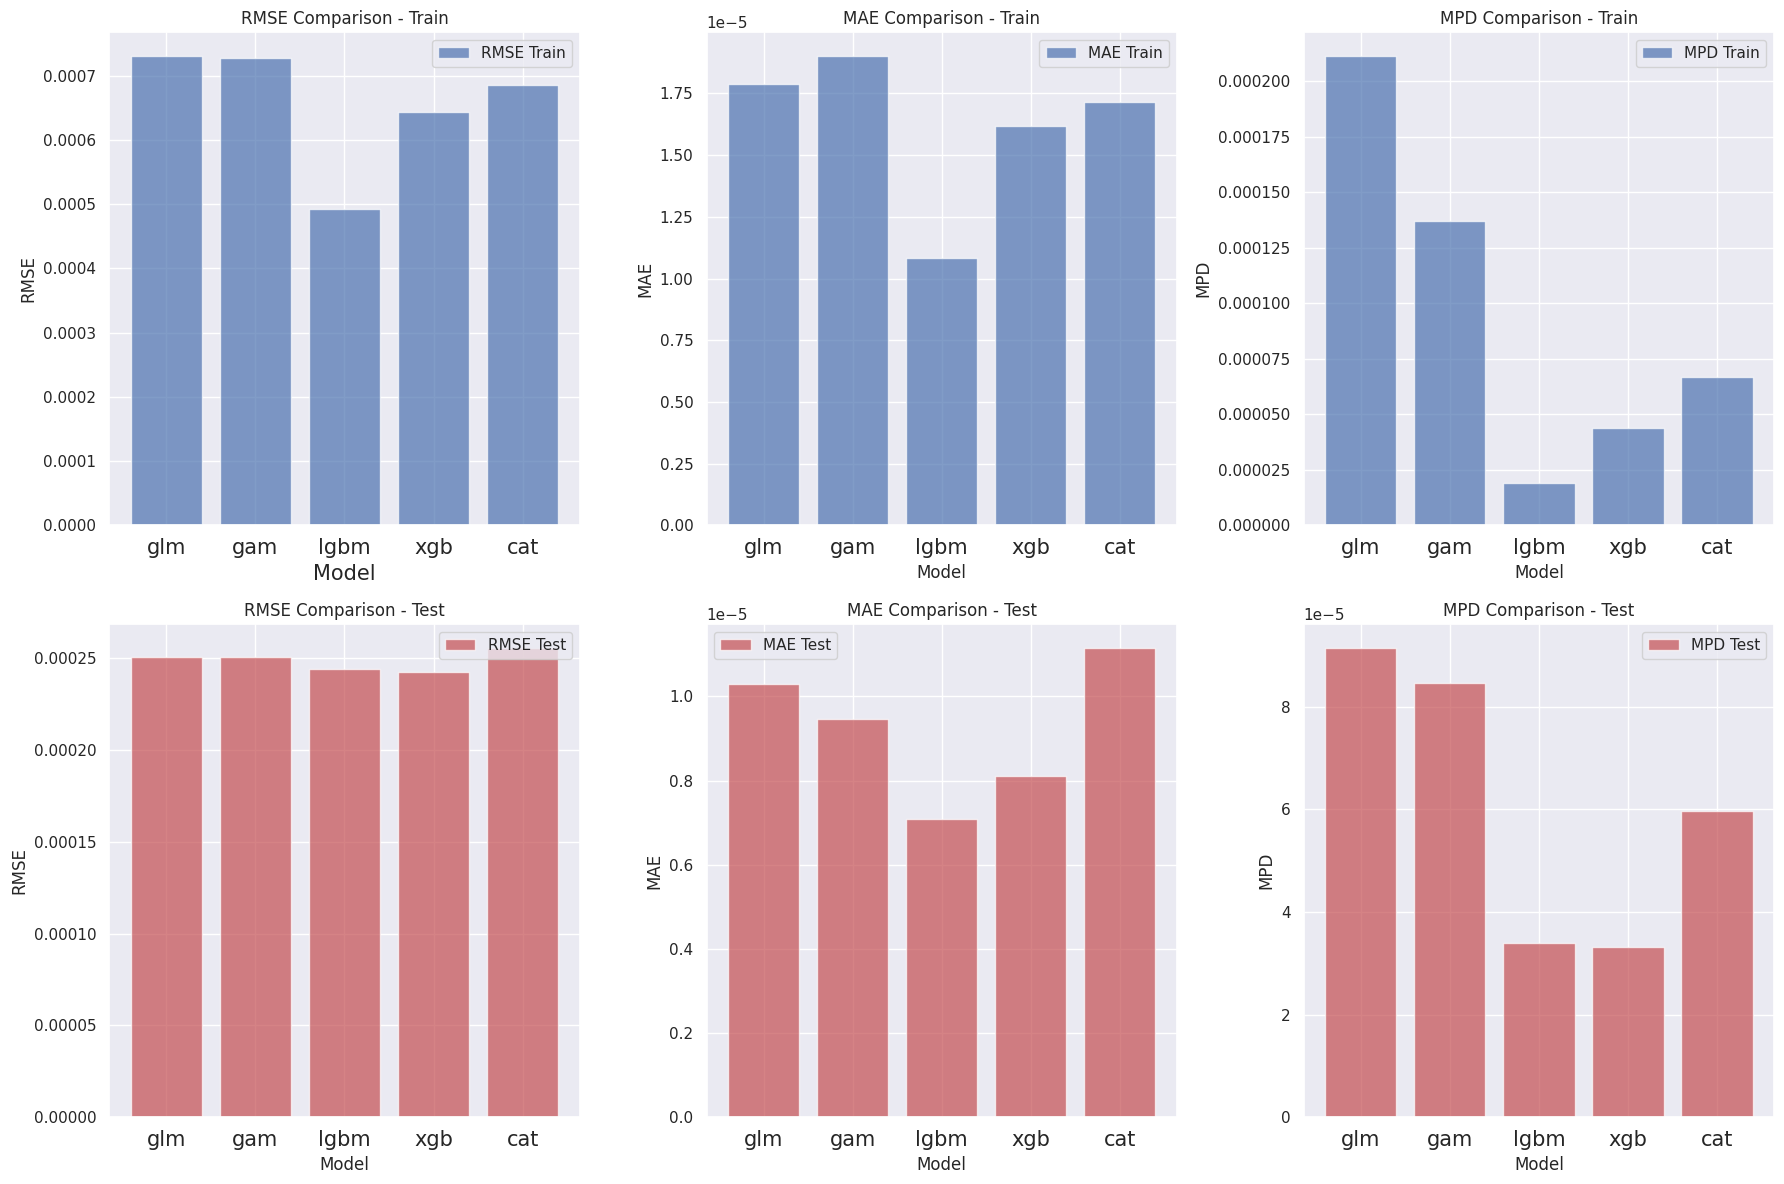 RMSE Comparison - Train
RMSE Train
0.0007
0.0006
0.0005
0.0004
0.0003
0.0002
0.0001
0.0000
RMSE
glm gam lgbm xgb cat
Model
MAE Comparison - Train
1e−5
MAE Train
1.75
1.50
1.25
1.00
0.75
0.50
0.25
0.00
MAE
glm gam lgbm xgb cat
Model
MPD Comparison - Train
MPD Train
0.000200
0.000175
0.000150
0.000125
0.000100
0.000075
0.000050
0.000025
0.000000
MPD
glm gam lgbm xgb cat
Model
RMSE Comparison - Test
RMSE Test
0.00025
0.00020
0.00015
0.00010
0.00005
0.00000
RMSE
glm gam lgbm xgb cat
Model
MAE Comparison - Test
1e−5
MAE Test
1.0
0.8
0.6
0.4
0.2
0.0
MAE
glm gam lgbm xgb cat
Model
MPD Comparison - Test
1e−5
MPD Test
8
6
4
2
0
MPD
glm gam lgbm xgb cat
Model